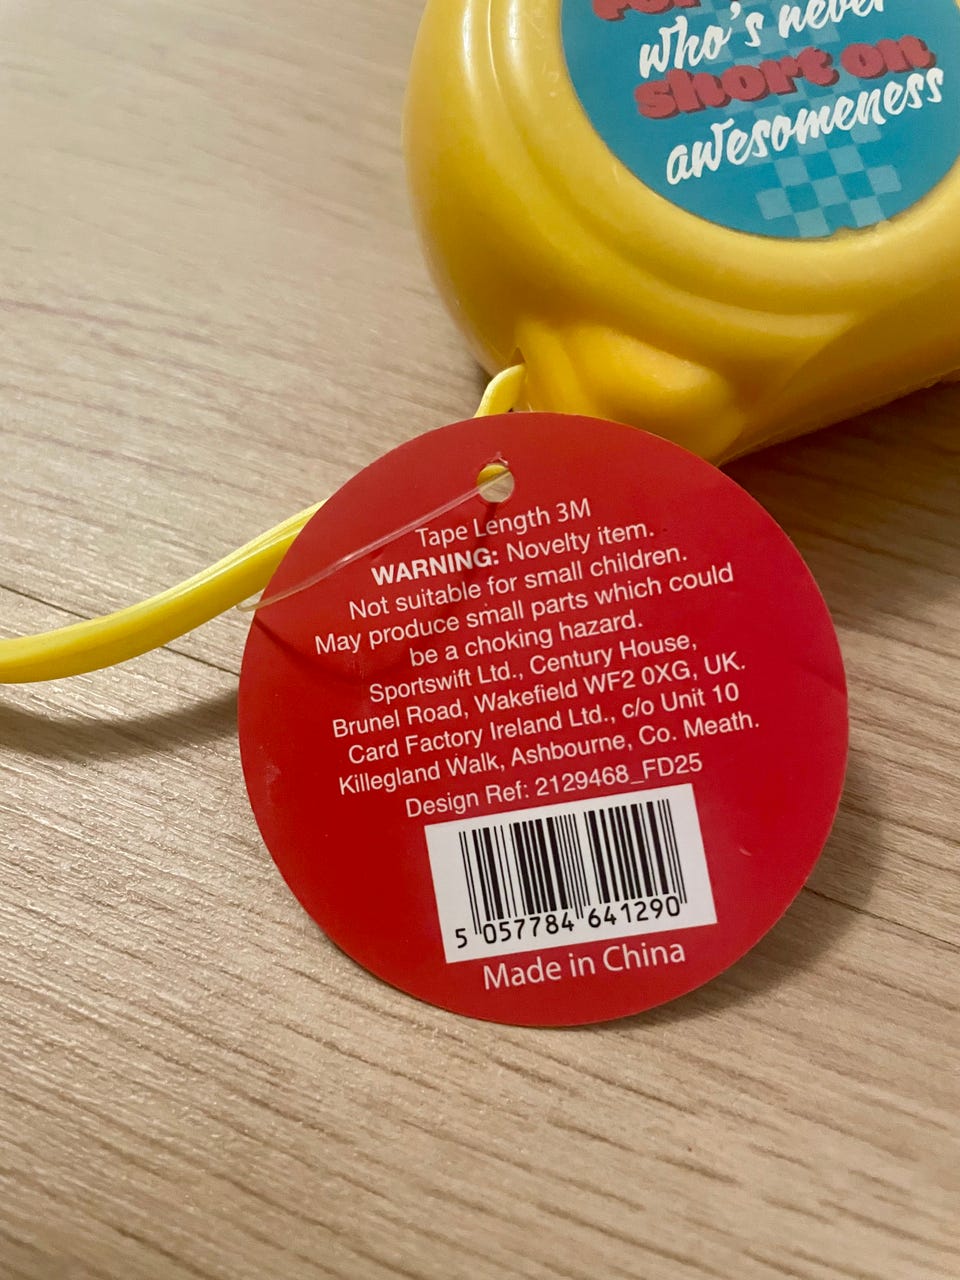 who's never
short on
awesomeness
Tape Length 3M
WARNING: Novelty item.
Not suitable for small children.
May produce small parts which could
be a choking hazard.
Sportswift Ltd., Century House,
Brunel Road, Wakefield WF2 0XG, UK.
Card Factory Ireland Ltd., c/o Unit 10
Killegland Walk, Ashbourne, Co. Meath.
Design Ref: 2129468_FD25
5 057784 641290
Made in China